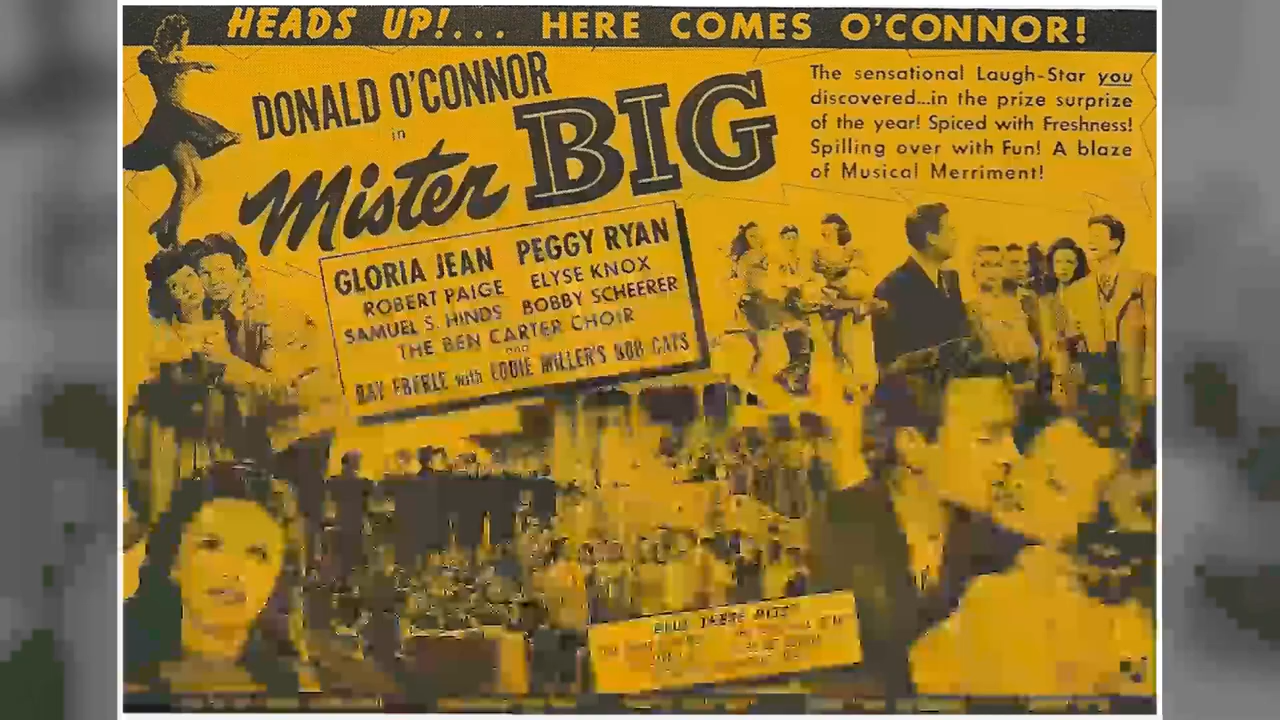 HEADS UP!... HERE COMES O'CONNOR!
DONALD O'CONNOR
in
Mister BIG
The sensational Laugh-Star you
discovered...in the prize surprize
of the year! Spiced with Freshness!
Spilling over with Fun! A blaze
of Musical Merriment!
GLORIA JEAN PEGGY RYAN
ROBERT PAIGE ELYSE KNOX
SAMUEL S. HINDS BOBBY SCHEERER
THE BEN CARTER CHOIR
and
RAY EBERLE with EDDIE MILLER'S BOB CATS